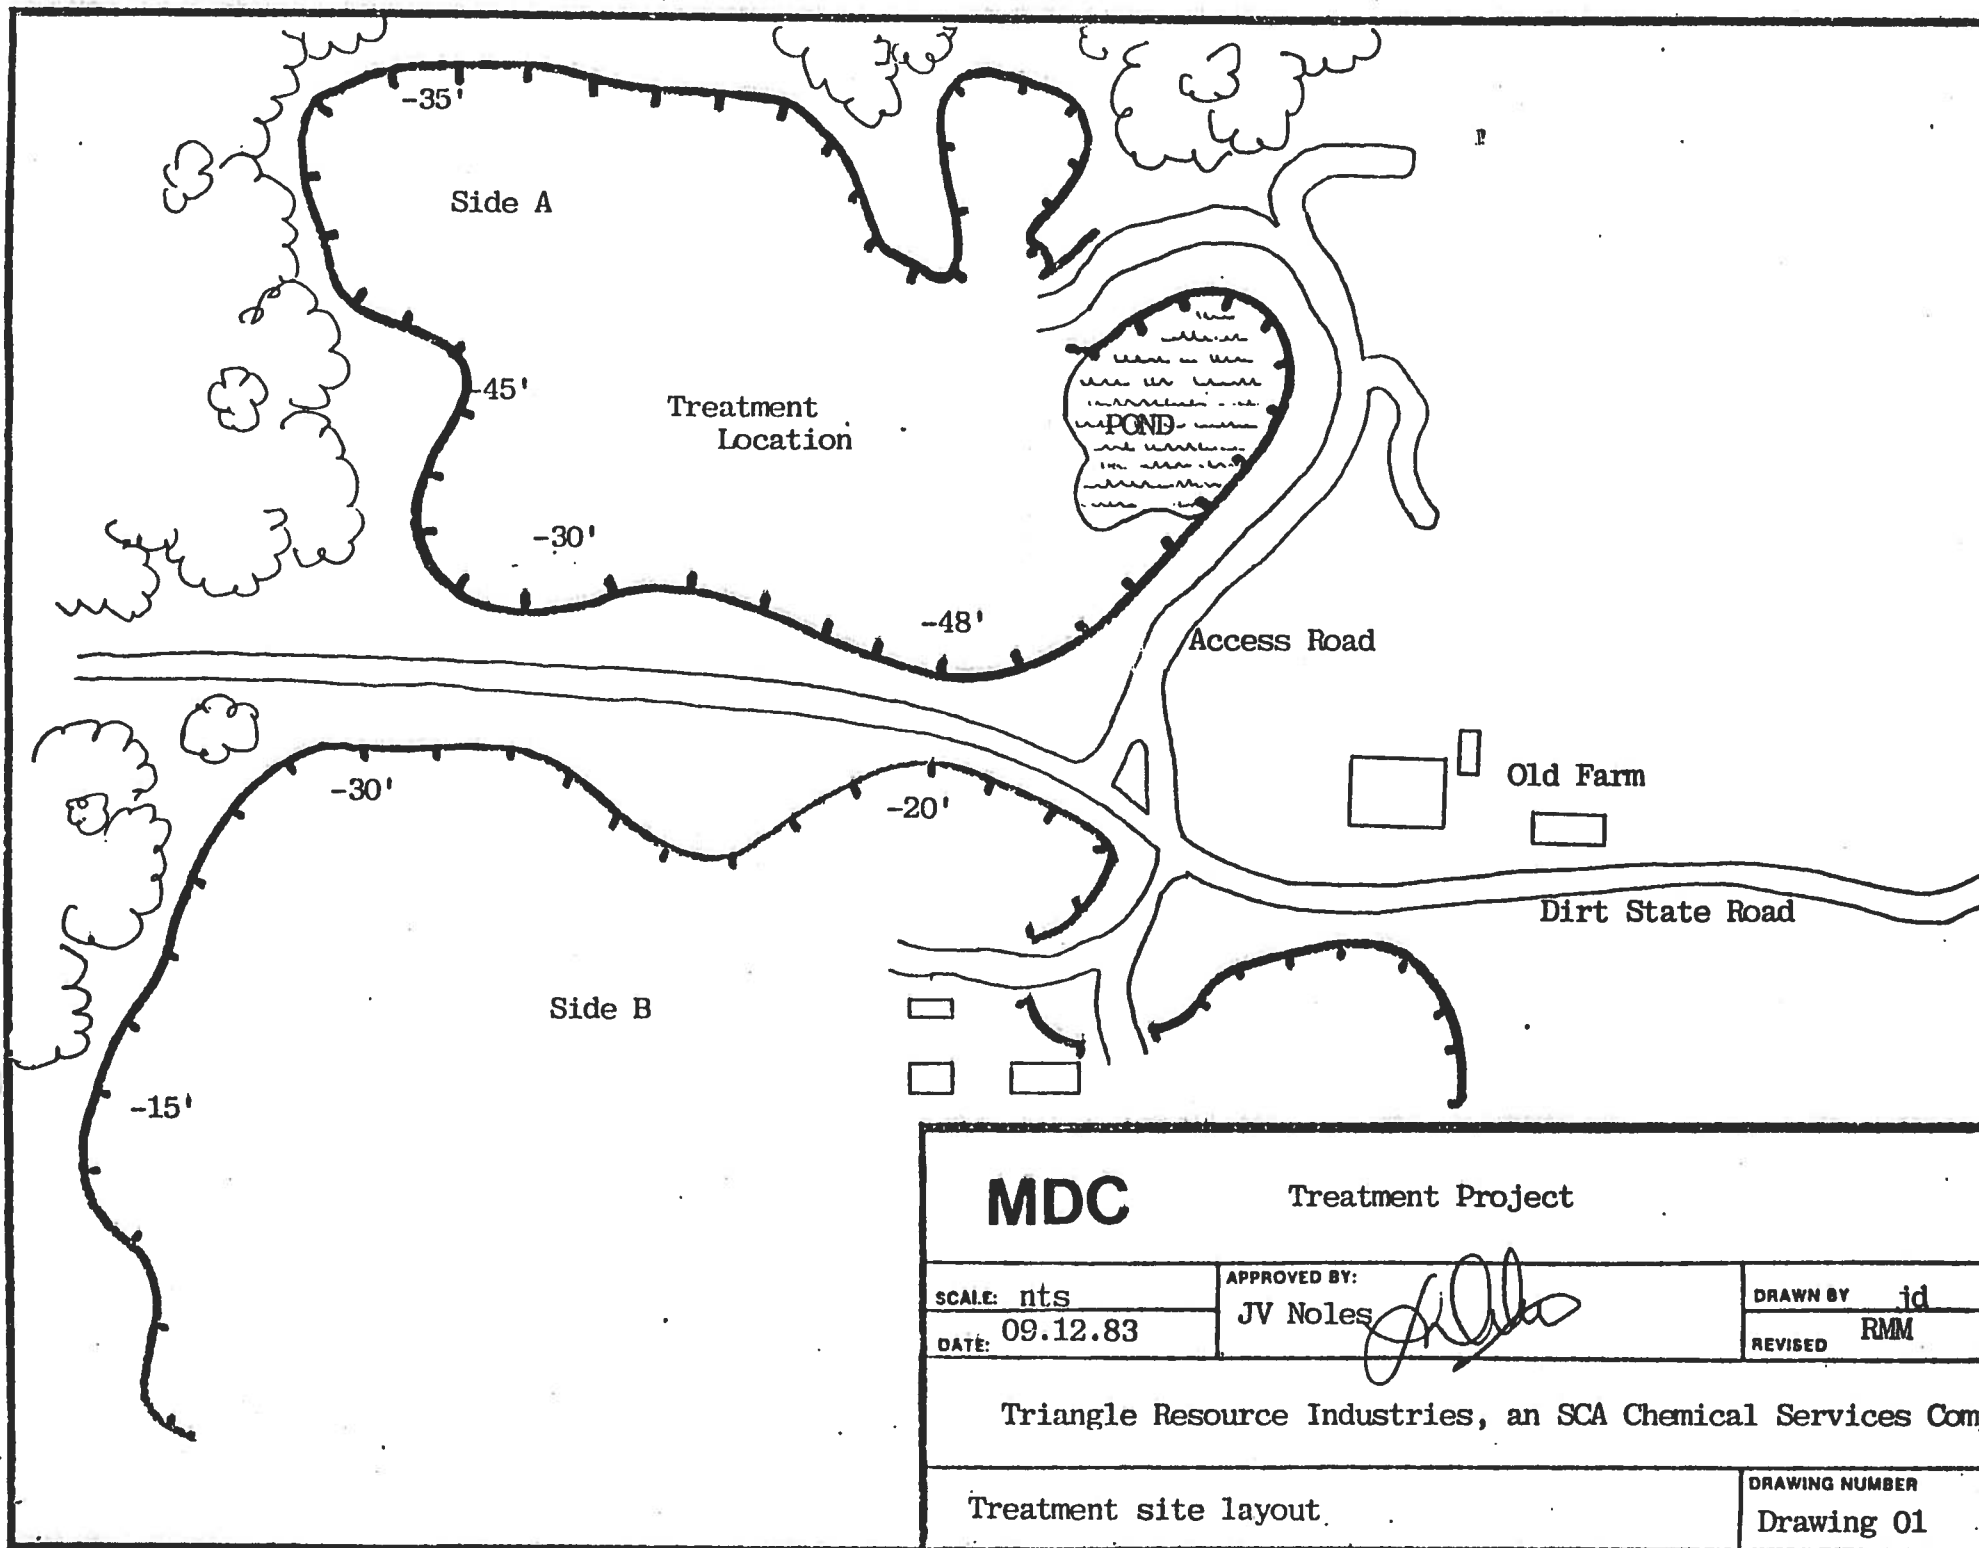 -35'
Side A
-45'
Treatment
Location
POND
-30'
-48'
Access Road
-30'
-20'
Old Farm
Dirt State Road
Side B
-15'
MDC
Treatment Project
SCALE: nts
DATE: 09.12.83
APPROVED BY:
JV Noles
DRAWN BY jd
REVISED RMM
Triangle Resource Industries, an SCA Chemical Services Com
Treatment site layout
DRAWING NUMBER
Drawing 01